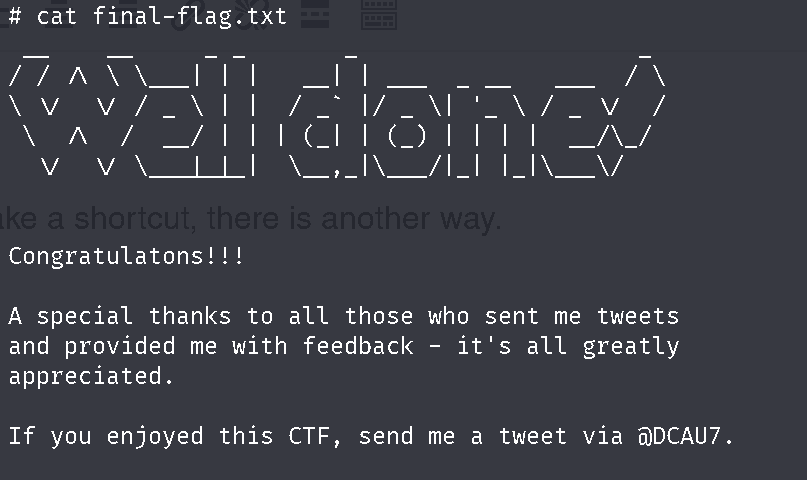 # cat final-flag.txt
Well done!
ake a shortcut, there is another way.
Congratulatons!!!
A special thanks to all those who sent me tweets
and provided me with feedback - it's all greatly
appreciated.
If you enjoyed this CTF, send me a tweet via @DCAU7.